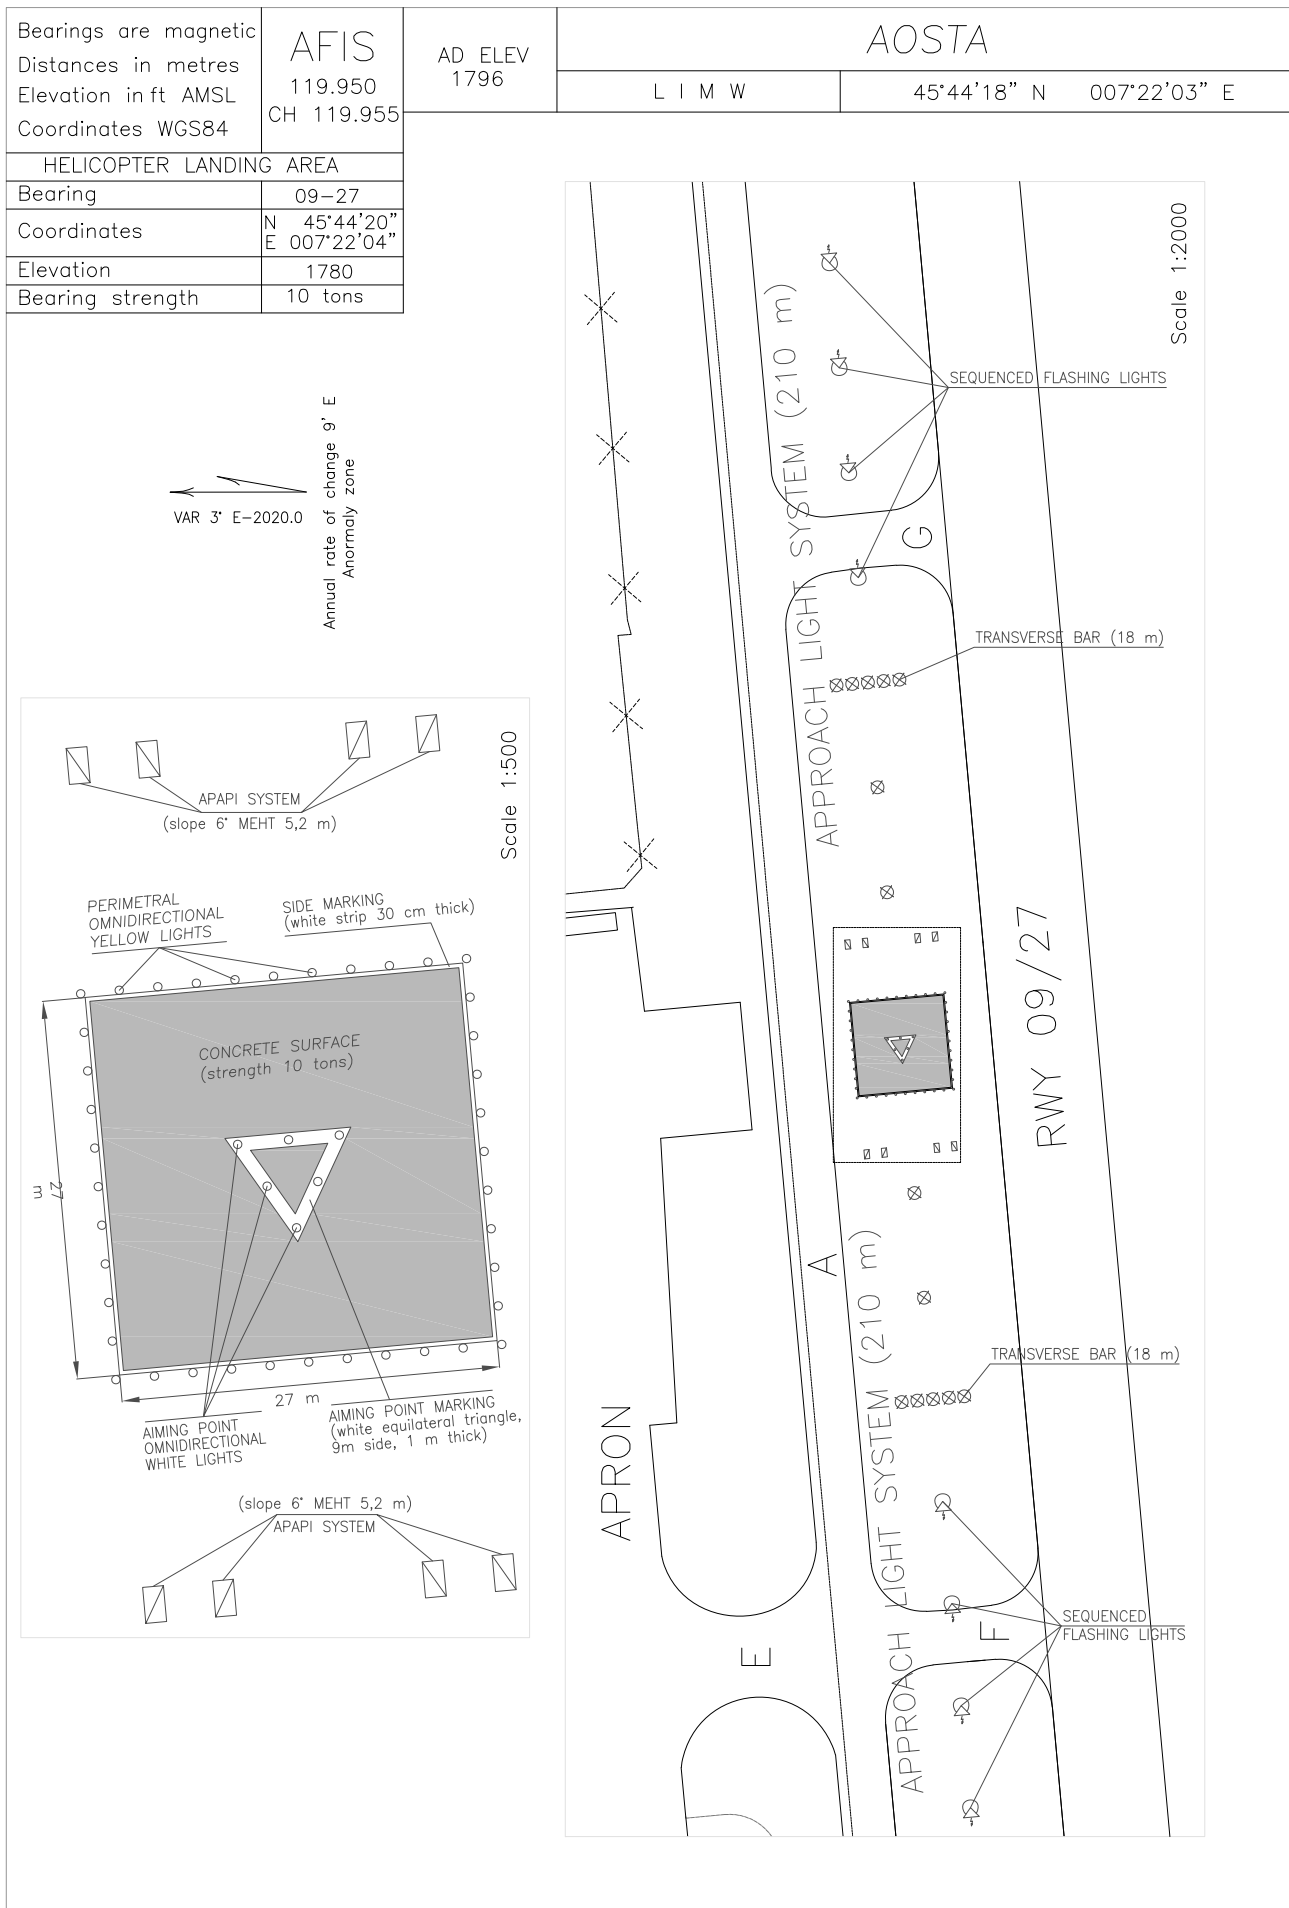 Bearings are magnetic
Distances in metres
Elevation in ft AMSL
Coordinates WGS84
AFIS
119.950
CH 119.955
AD ELEV
1796
AOSTA
L I M W
45°44'18" N 007°22'03" E
HELICOPTER LANDING AREA
Bearing 09-27
Coordinates N 45°44'20"
E 007°22'04"
Elevation 1780
Bearing strength 10 tons
VAR 3° E-2020.0
Annual rate of change 9' E
Anormaly zone
Scale 1:500
APAPI SYSTEM
(slope 6° MEHT 5,2 m)
PERIMETRAL
OMNIDIRECTIONAL
YELLOW LIGHTS
SIDE MARKING
(white strip 30 cm thick)
CONCRETE SURFACE
(strength 10 tons)
27
m
27 m
AIMING POINT
OMNIDIRECTIONAL
WHITE LIGHTS
AIMING POINT MARKING
(white equilateral triangle,
9m side, 1 m thick)
(slope 6° MEHT 5,2 m)
APAPI SYSTEM
Scale 1:2000
APPROACH LIGHT SYSTEM (210 m)
SEQUENCED FLASHING LIGHTS
G
TRANSVERSE BAR (18 m)
RWY 09/27
A
APPROACH LIGHT SYSTEM (210 m)
TRANSVERSE BAR (18 m)
APRON
E
F
SEQUENCED
FLASHING LIGHTS